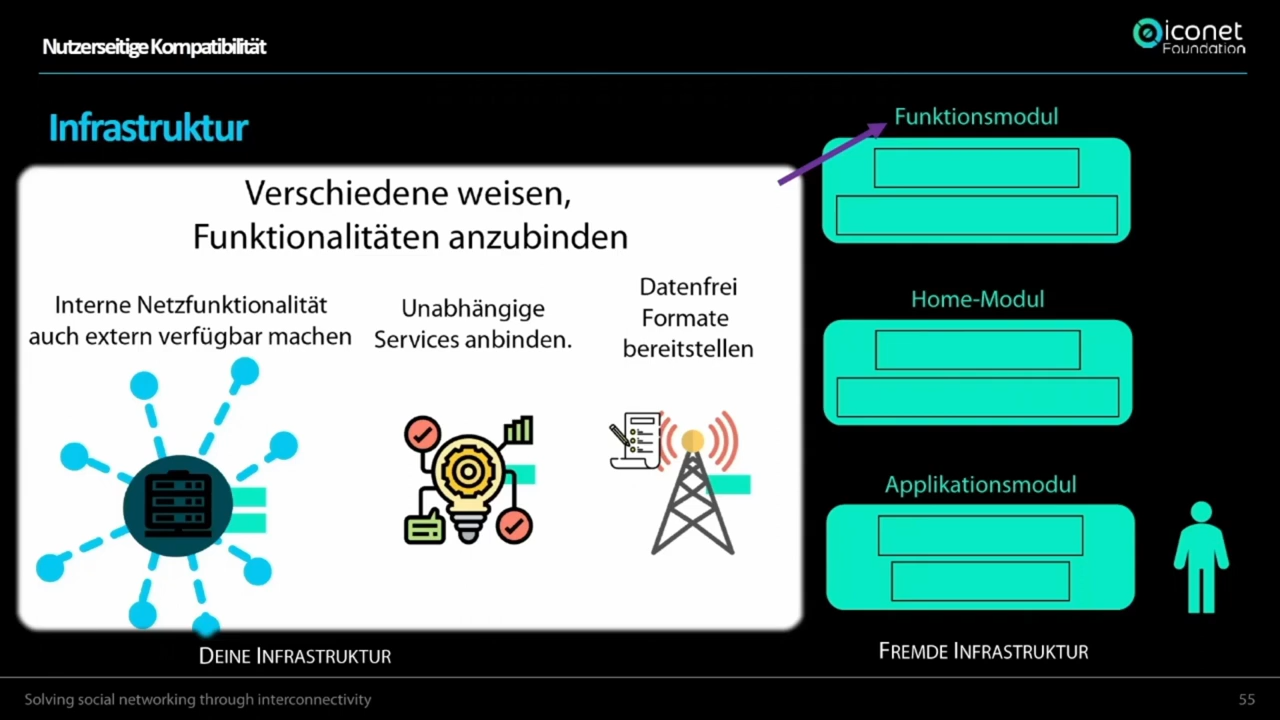 Nutzerseitige Kompatibilität
iconet
Foundation
Infrastruktur
Verschiedene weisen,
Funktionalitäten anzubinden
Interne Netzfunktionalität
auch extern verfügbar machen
Unabhängige
Services anbinden.
Datenfrei
Formate
bereitstellen
DEINE INFRASTRUKTUR
Funktionsmodul
Home-Modul
Applikationsmodul
FREMDE INFRASTRUKTUR
Solving social networking through interconnectivity
55